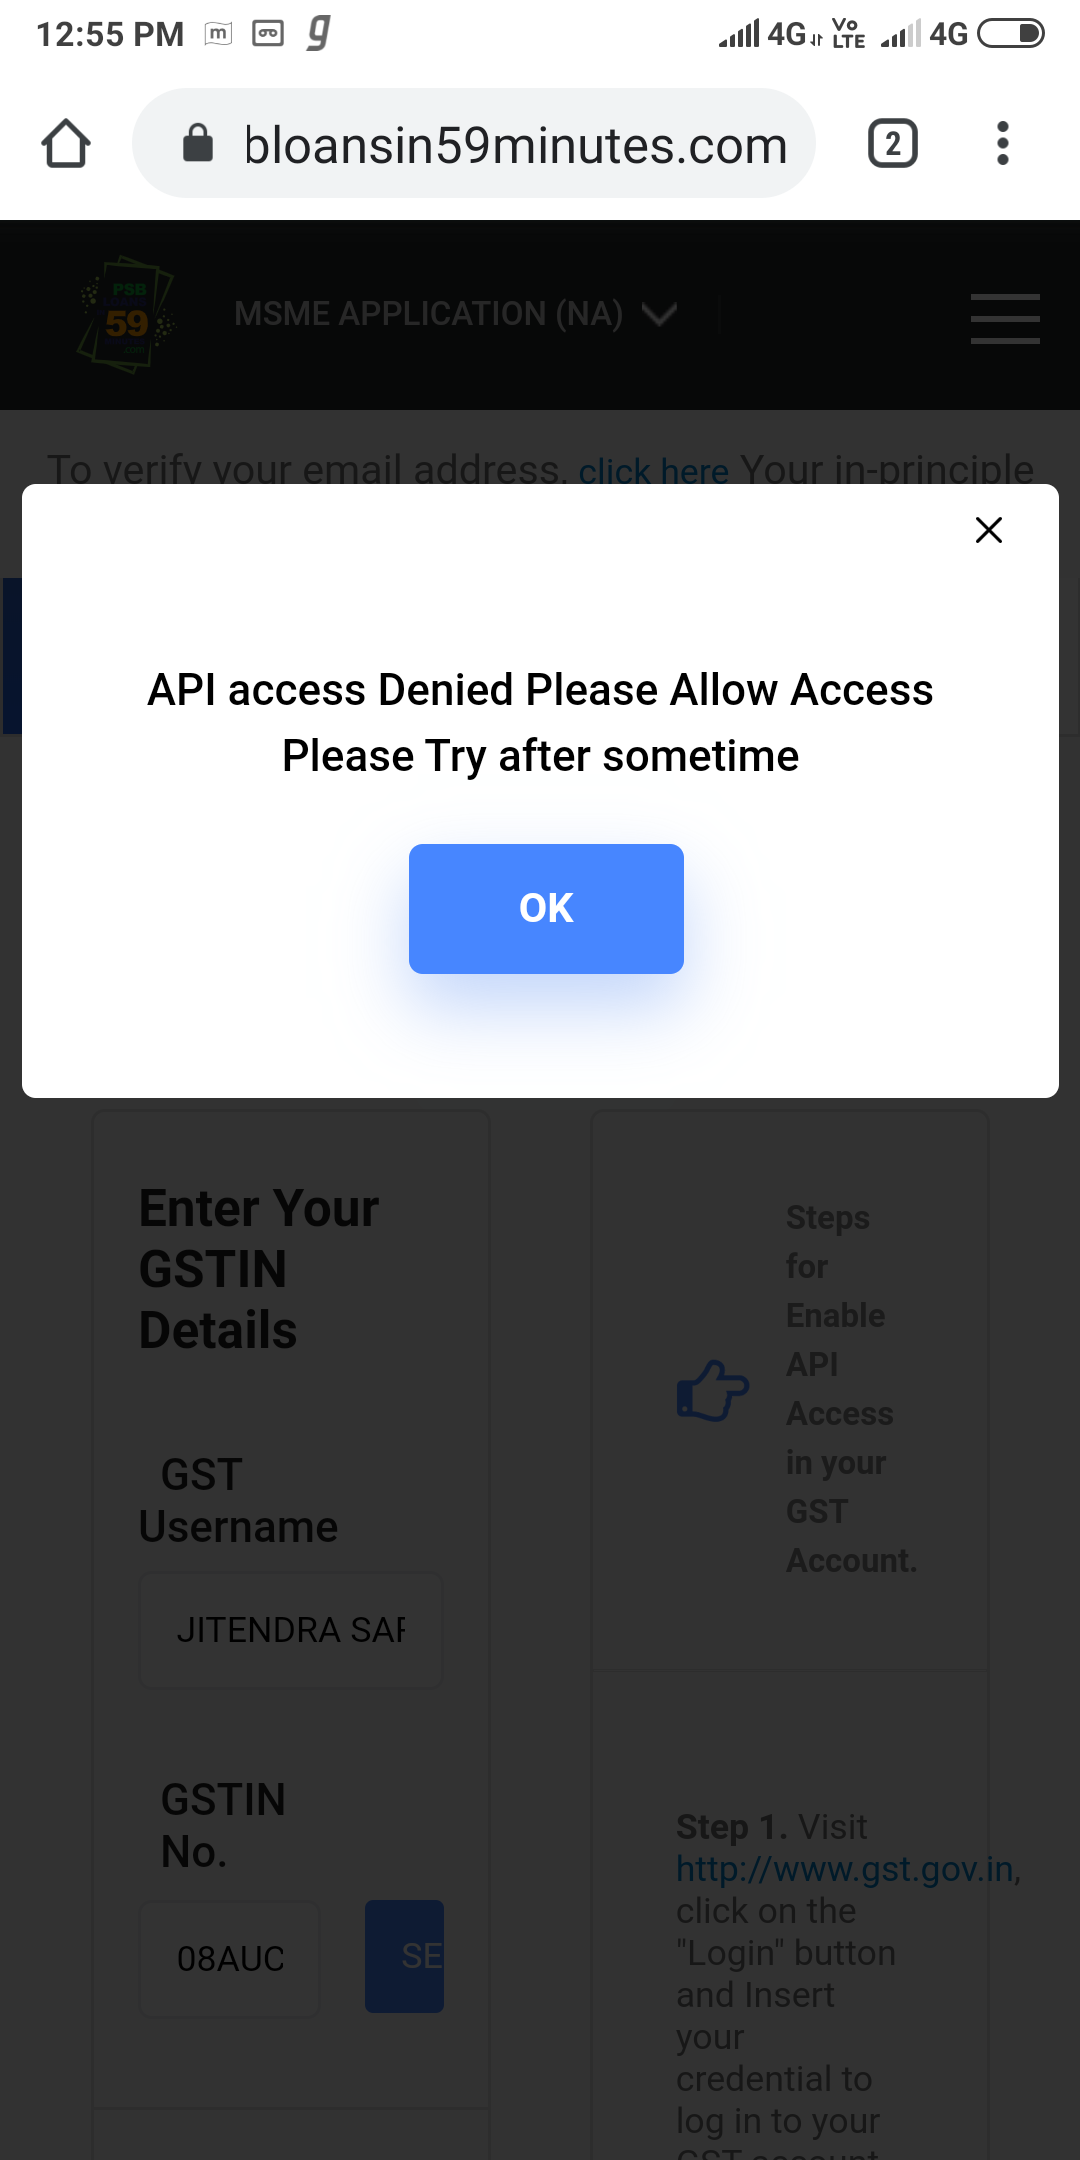 12:55 PM m g 4G Vo LTE 4G
bloansin59minutes.com 2
PSB
59
.com
MSME APPLICATION (NA)
To verify your email address, click here Your in-principle
API access Denied Please Allow Access
Please Try after sometime
OK
Enter Your
GSTIN
Details
GST
Username
JITENDRA SAR
GSTIN
No.
08AUC
SE
Steps
for
Enable
API
Access
in your
GST
Account.
Step 1. Visit
http://www.gst.gov.in,
click on the
"Login" button
and Insert
your
credential to
log in to your
GST account